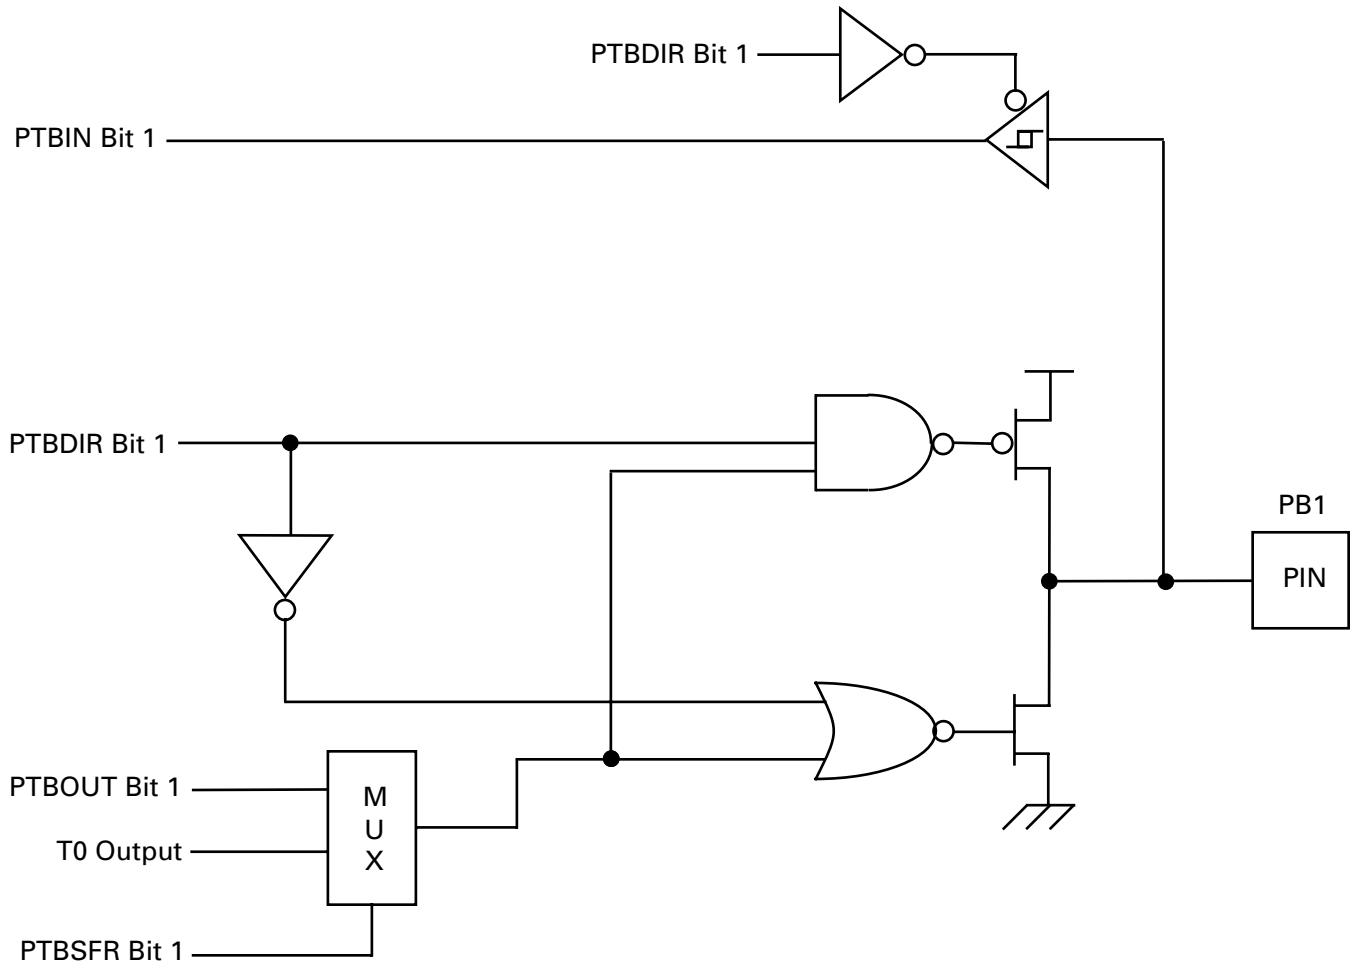 PTBDIR Bit 1
PTBIN Bit 1
PTBDIR Bit 1
PB1
PIN
PTBOUT Bit 1
M
U
X
T0 Output
PTBSFR Bit 1